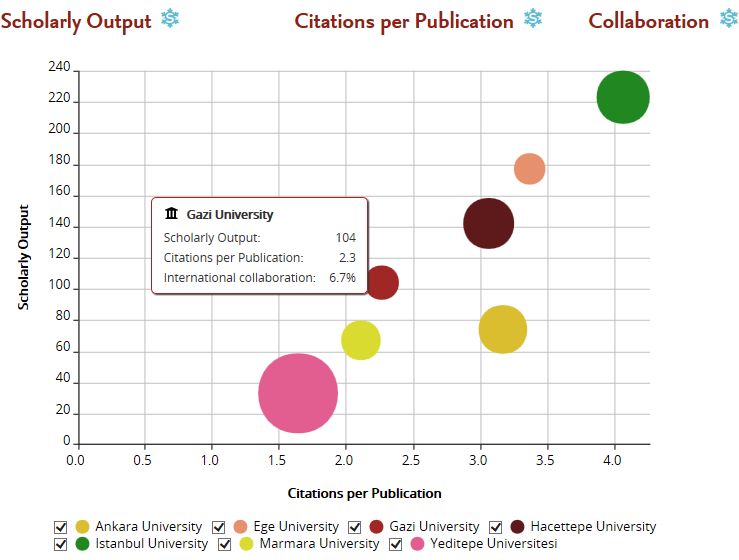 Scholarly Output
Citations per Publication
Collaboration
240
220
200
180
160
140
120
100
80
60
40
20
0
Scholarly Output
Gazi University
Scholarly Output: 104
Citations per Publication: 2.3
International collaboration: 6.7%
0.0 0.5 1.0 1.5 2.0 2.5 3.0 3.5 4.0
Citations per Publication
Ankara University Ege University Gazi University Hacettepe University
Istanbul University Marmara University Yeditepe Universitesi